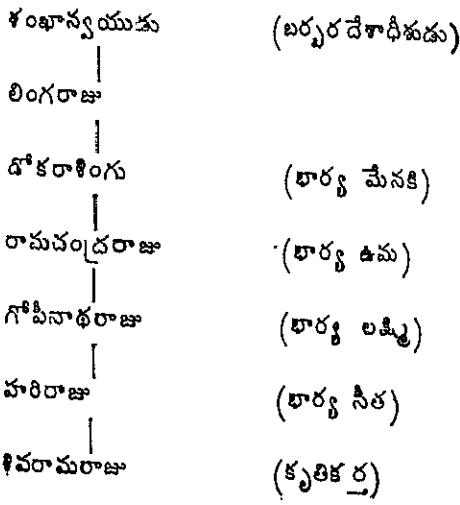 శంఖాన్వయుడు (బర్బర దేశాధీశుడు)
లింగరాజు
డోకరాశింగు (భార్య మేనకి)
రామచంద్రరాజు (భార్య ఉమ)
గోపీనాథరాజు (భార్య లక్ష్మి)
హరిరాజు (భార్య సీత)
శివరామరాజు (కృతికర్త)